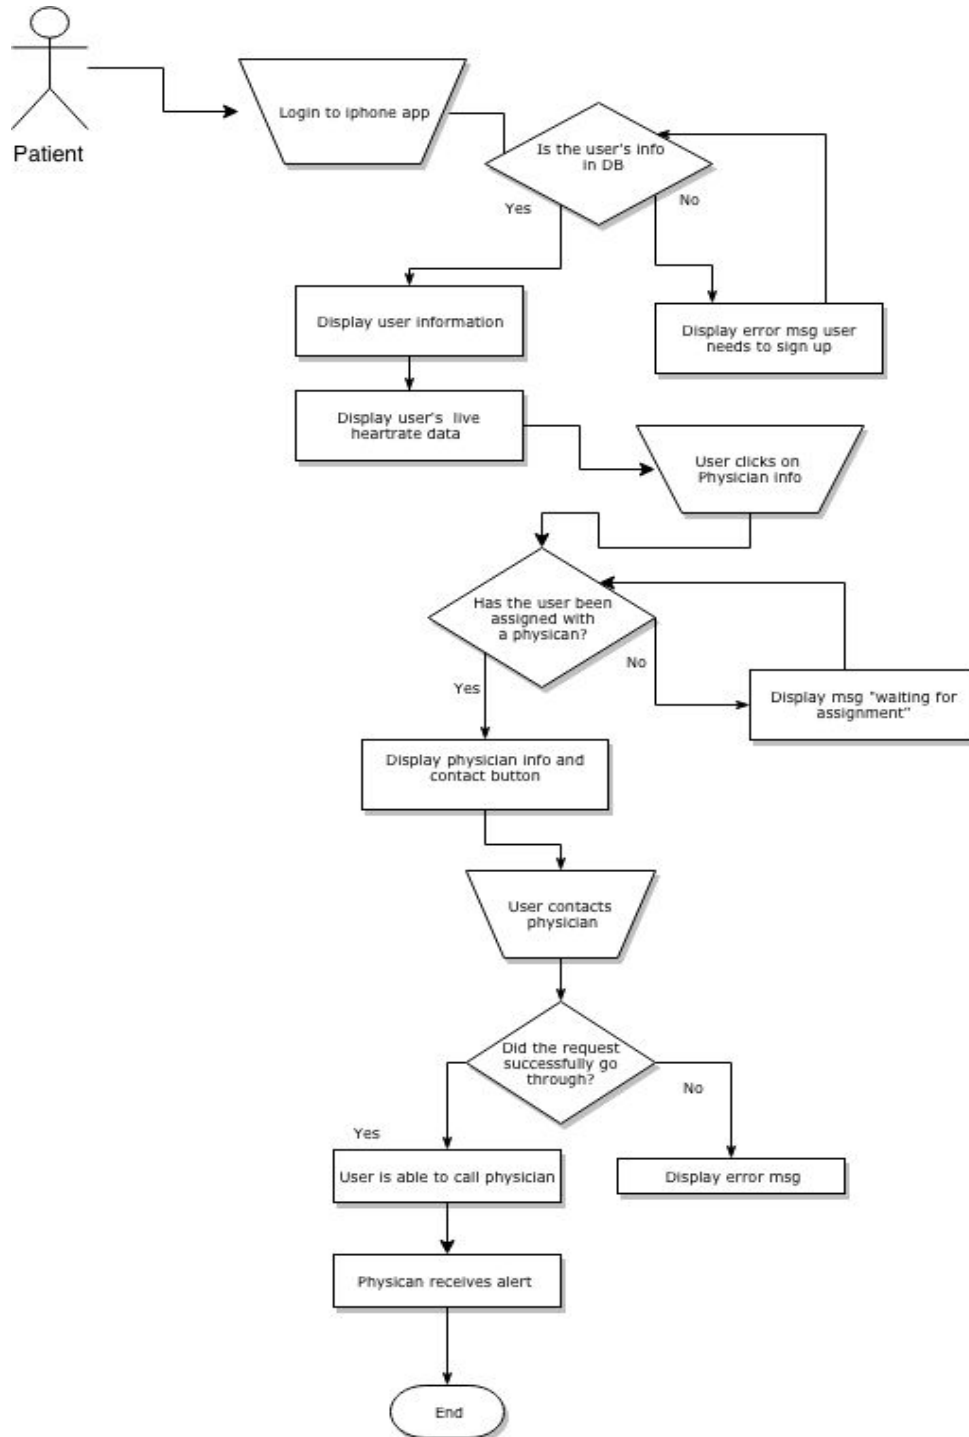 Patient
Login to iphone app
Is the user's info
in DB
Yes
No
Display user information
Display error msg user
needs to sign up
Display user's live
heartrate data
User clicks on
Physician info
Has the user been
assigned with
a physican?
No
Yes
Display msg "waiting for
assignment"
Display physician info and
contact button
User contacts
physician
Did the request
successfully go
through?
No
Yes
User is able to call physician
Display error msg
Physican receives alert
End